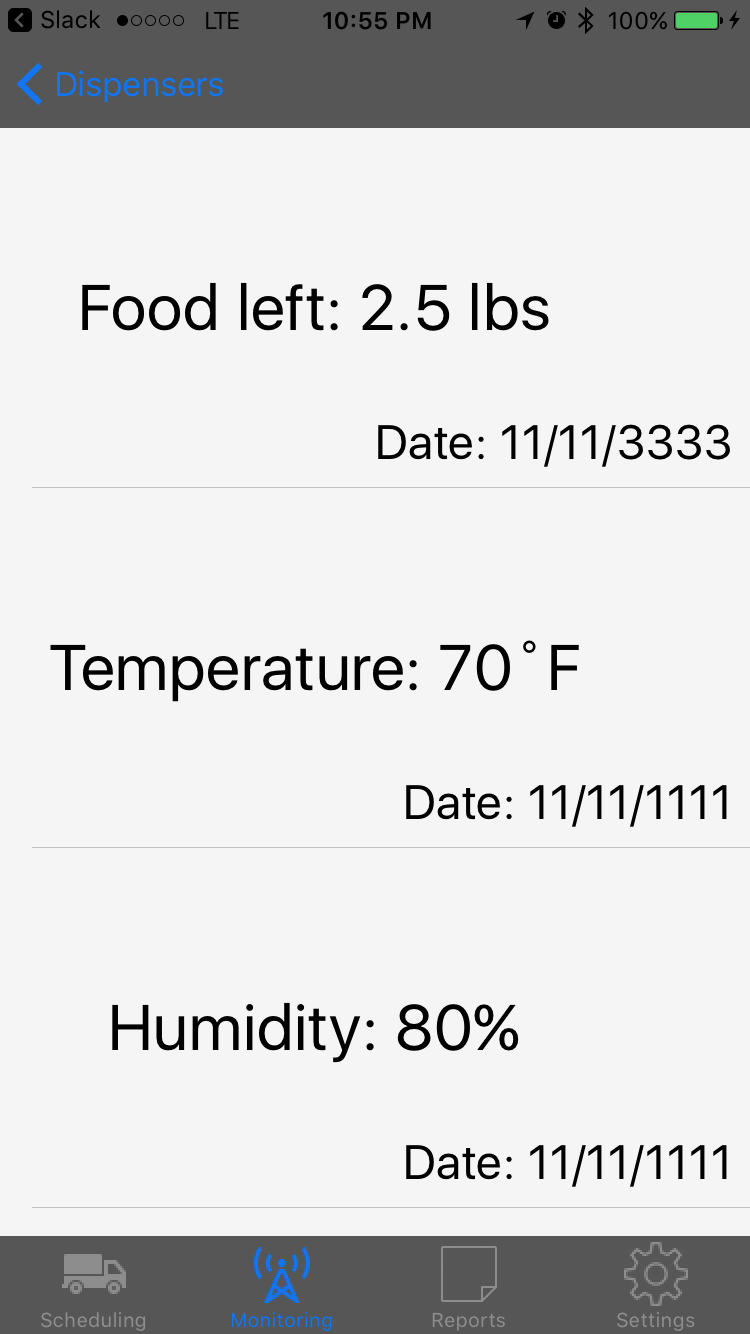 Slack LTE 10:55 PM 100%
Dispensers
Food left: 2.5 lbs
Date: 11/11/3333
Temperature: 70°F
Date: 11/11/1111
Humidity: 80%
Date: 11/11/1111
Scheduling Monitoring Reports Settings